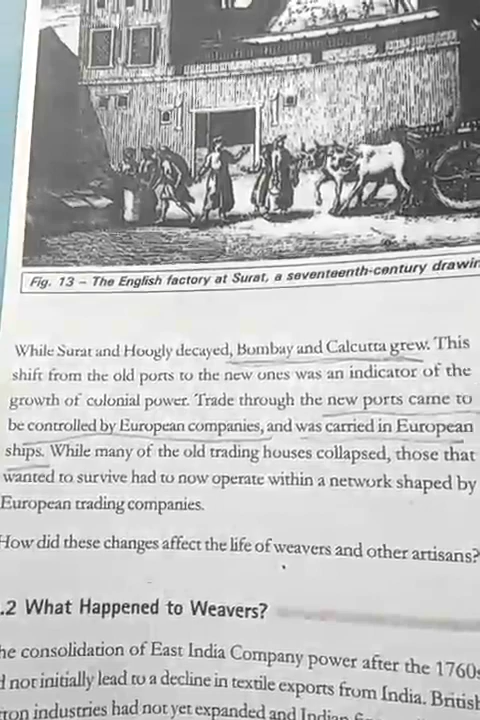 Fig. 13 – The English factory at Surat, a seventeenth-century
While Surat and Hoogly decayed, Bombay and Calcutta grew. This
shift from the old ports to the new ones was an indicator of the
growth of colonial power. Trade through the new ports came to
be controlled by European companies, and was carried in European
ships. While many of the old trading houses collapsed, those that
wanted to survive had to now operate within a network shaped by
European trading companies.
How did these changes affect the life of weavers and other artisans?
.2 What Happened to Weavers?
consolidation of East India Company power after the 1760s
not initially lead to a decline in textile exports from India. British
industries had not yet expanded and